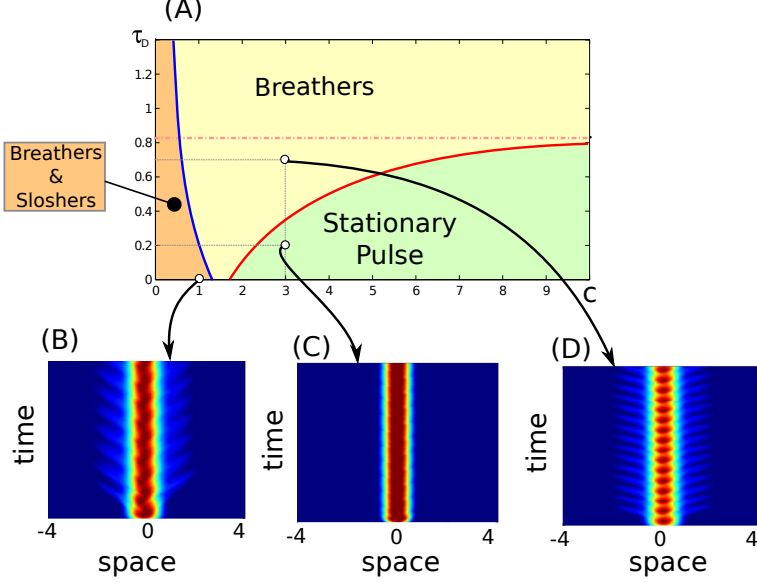 (A)
τD
1.2
1
0.8
0.6
0.4
0.2
0
Breathers
Breathers
&
Sloshers
Stationary
Pulse
0 1 2 3 4 5 6 7 8 9 c
(B)
(C)
(D)
time
time
time
-4 0 4
-4 0 4
-4 0 4
space
space
space